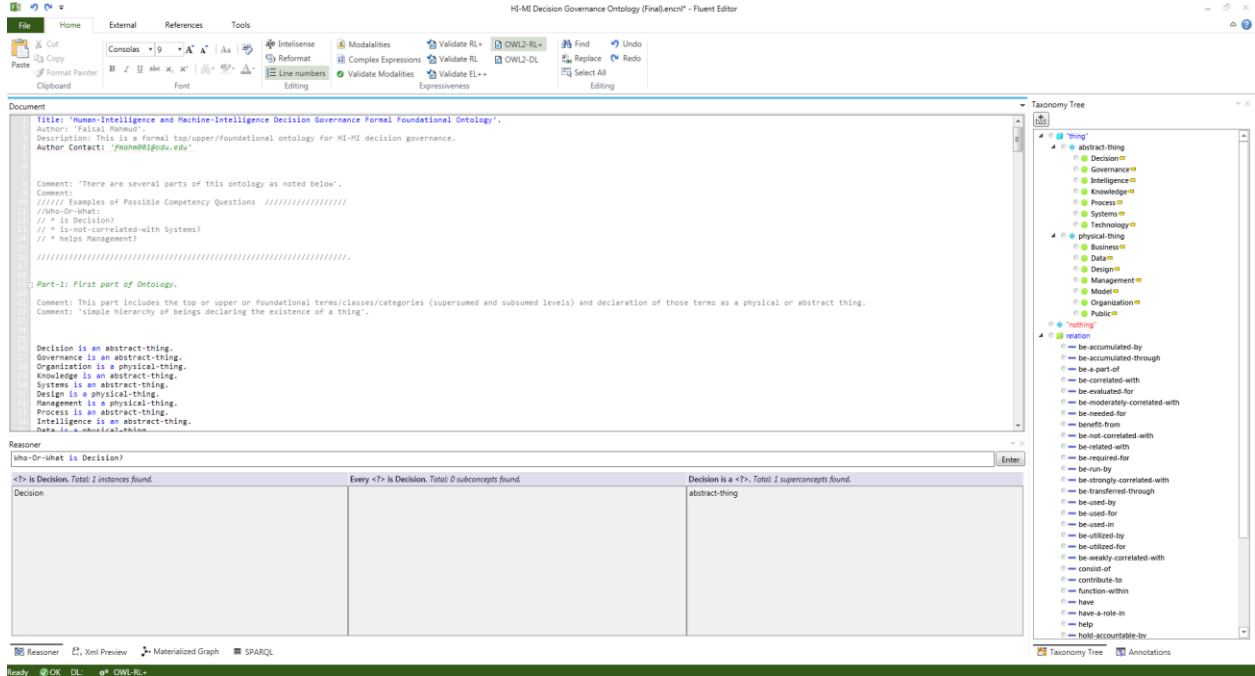 HI-MI Decision Governance Ontology (Final).encnl* - Fluent Editor
File Home External References Tools
Paste
Cut
Copy
Format Painter
Clipboard
Consolas 9
Font
Intelisense
Reformat
Line numbers
Editing
Modalalities
Complex Expressions
Validate Modalities
Validate RL+
Validate RL
Validate EL++
OWL2-RL+
OWL2-DL
Expressiveness
Find
Replace
Select All
Undo
Redo
Editing
Document
Title: 'Human-Intelligence and Machine-Intelligence Decision Governance Formal Foundational Ontology'.
Author: 'Faisal Mahmud'.
Description: This is a formal top/upper/foundational ontology for HI-MI decision governance.
Author Contact: 'fmahm001@odu.edu'
Comment: 'There are several parts of this ontology as noted below'.
Comment:
////// Examples of Possible Competency Questions //////////////////
//Who-Or-What:
// * is Decision?
// * is-not-correlated-with Systems?
// * helps Management?
////////////////////////////////////////////////////////////////////.
Part-1: First part of Ontology.
Comment: This part includes the top or upper or foundational terms/classes/categories (supersumed and subsumed levels) and declaration of those terms as a physical or abstract thing.
Comment: 'simple hierarchy of beings declaring the existence of a thing'.
Decision is an abstract-thing.
Governance is an abstract-thing.
Organization is a physical-thing.
Knowledge is an abstract-thing.
Systems is an abstract-thing.
Design is a physical-thing.
Management is a physical-thing.
Process is an abstract-thing.
Intelligence is an abstract-thing.
Data is a physical-thing
Reasoner
Who-Or-What is Decision?
Enter
<?> is Decision. Total: 1 instances found.
Decision
Every <?> is Decision. Total: 0 subconcepts found.
Decision is a <?>. Total: 1 superconcepts found.
abstract-thing
Reasoner Xml Preview Materialized Graph SPARQL
Ready OK DL: OWL-RL+
Taxonomy Tree
"thing"
abstract-thing
Decision
Governance
Intelligence
Knowledge
Process
Systems
Technology
physical-thing
Business
Data
Design
Management
Model
Organization
Public
"nothing"
relation
be-accumulated-by
be-accumulated-through
be-a-part-of
be-correlated-with
be-evaluated-for
be-moderately-correlated-with
be-needed-for
benefit-from
be-not-correlated-with
be-related-with
be-required-for
be-run-by
be-strongly-correlated-with
be-transferred-through
be-used-by
be-used-for
be-used-in
be-utilized-by
be-utilized-for
be-weakly-correlated-with
consist-of
contribute-to
function-within
have
have-a-role-in
help
hold-accountable-by
Taxonomy Tree Annotations